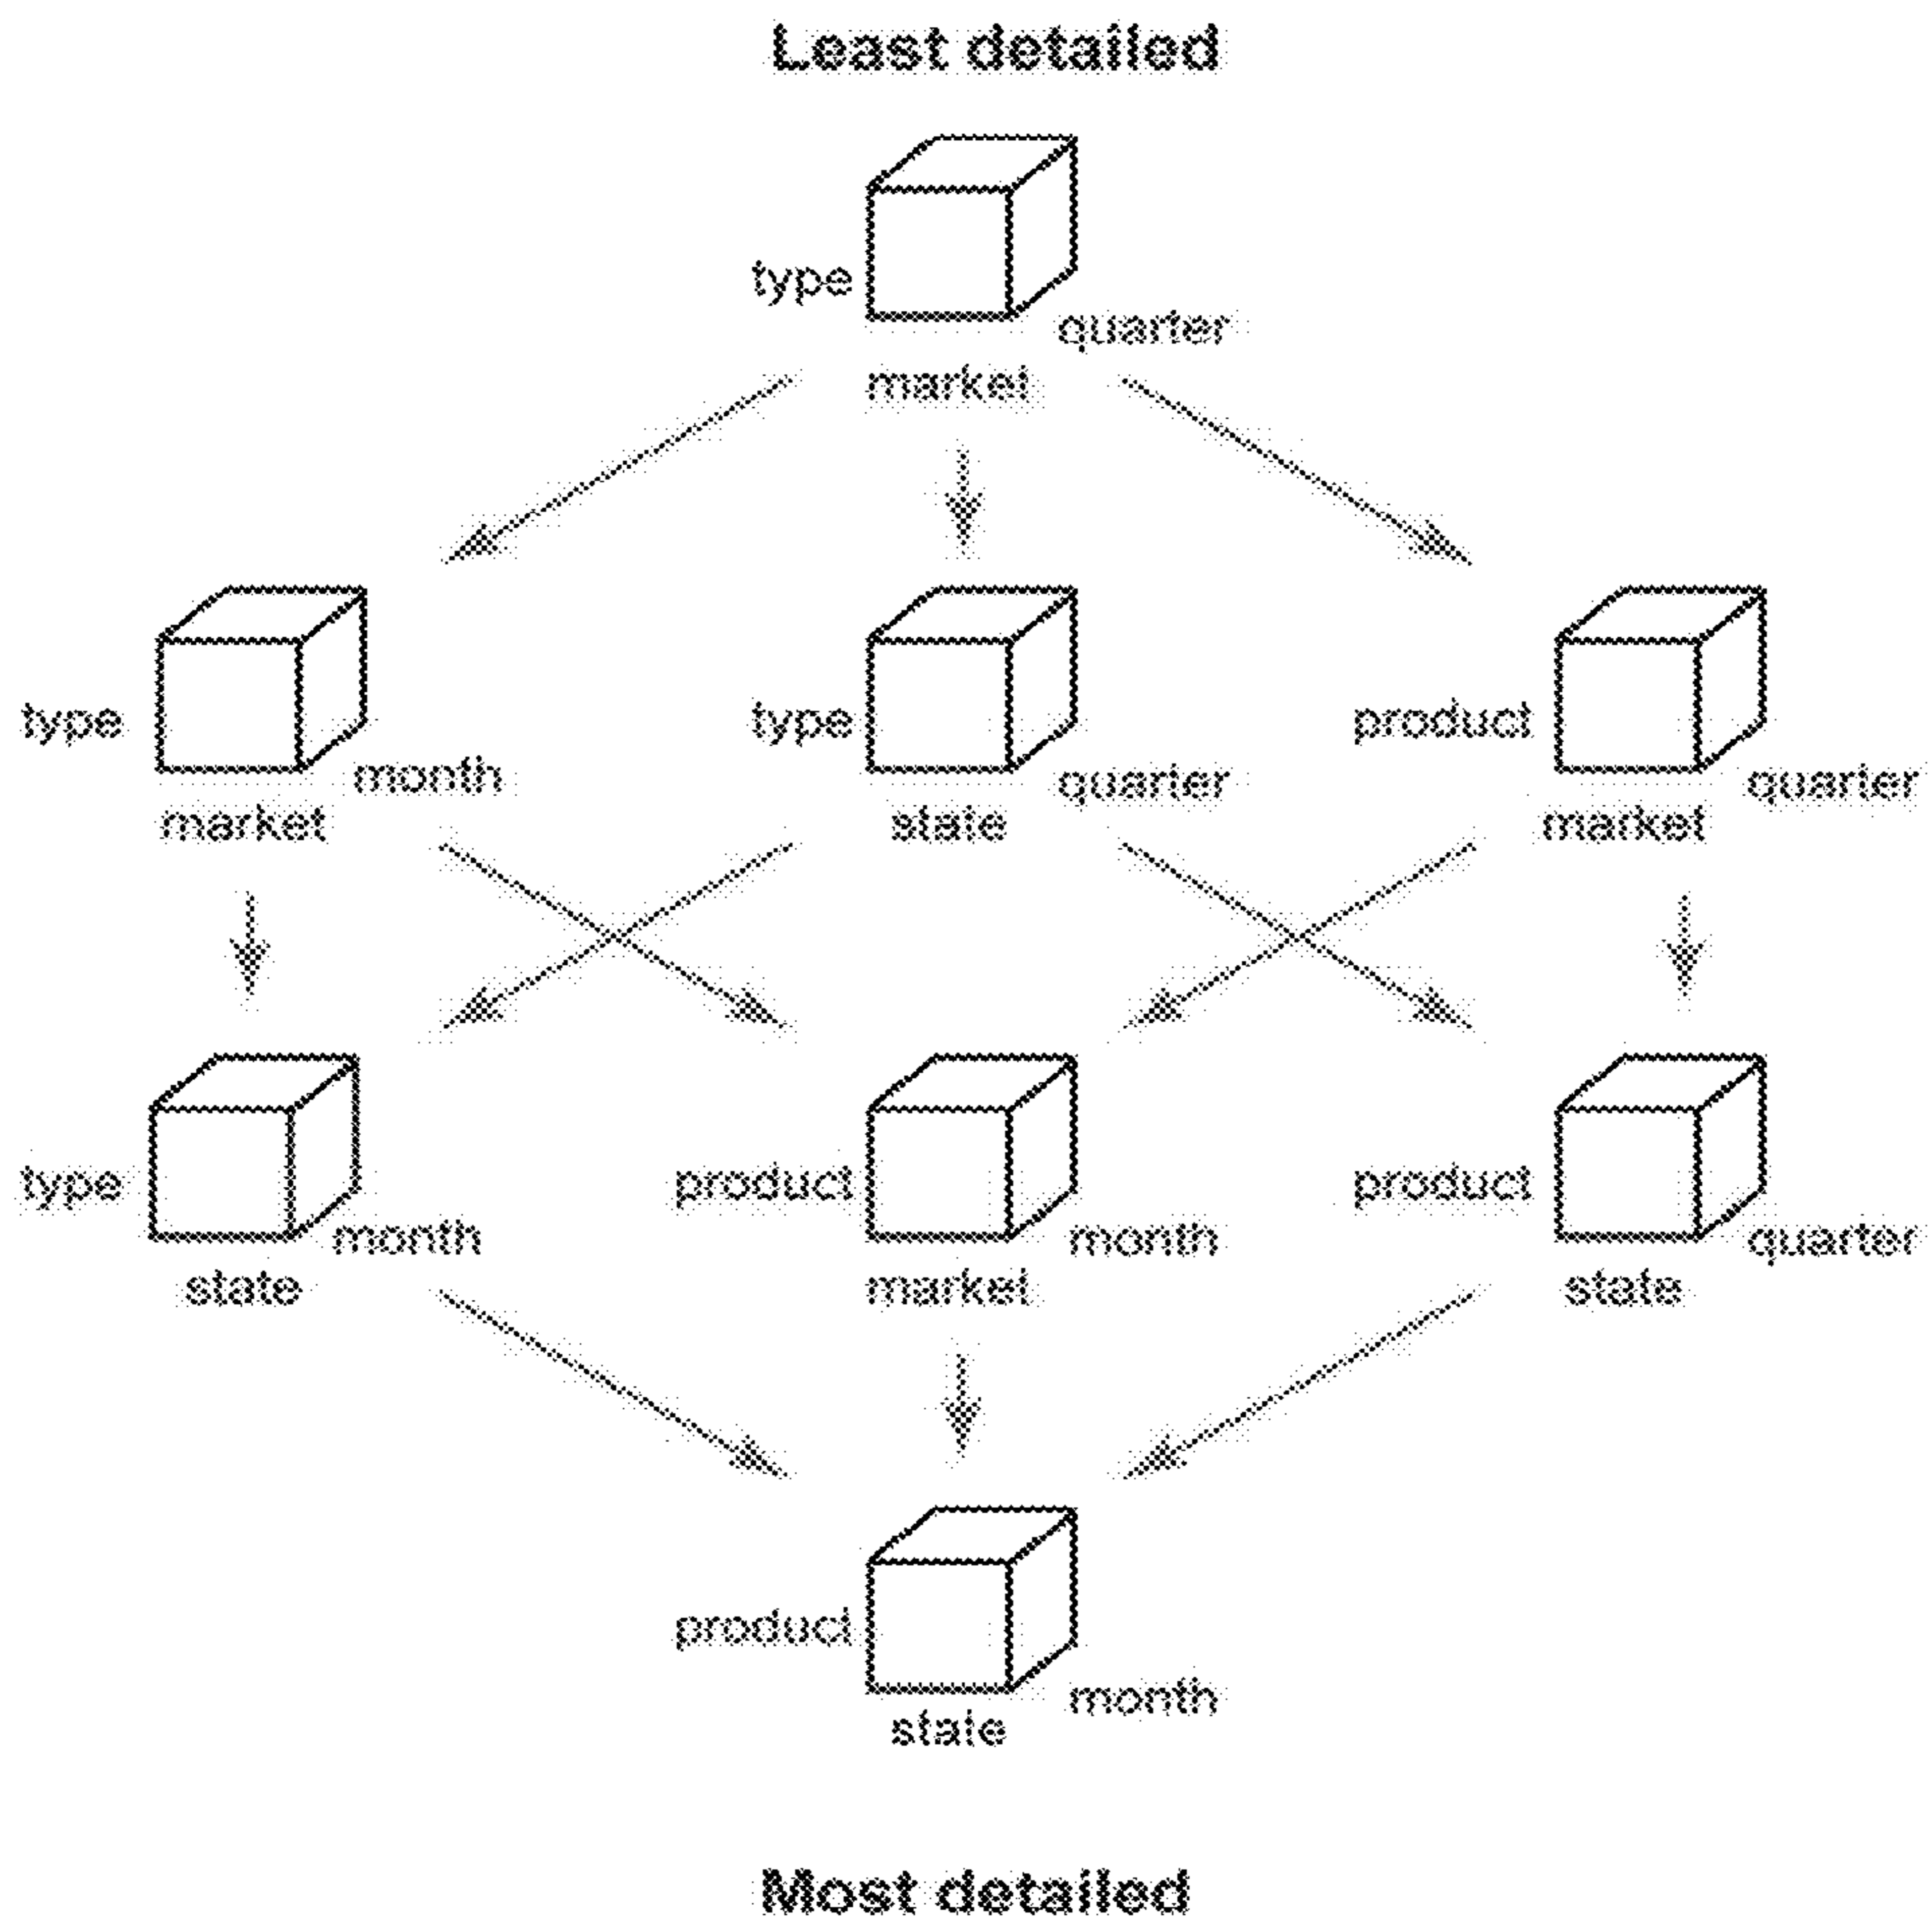 Least detailed
type
quarter
market
type
month
market
type
quarter
state
product
quarter
market
type
month
state
product
month
market
product
quarter
state
product
month
state
Most detailed